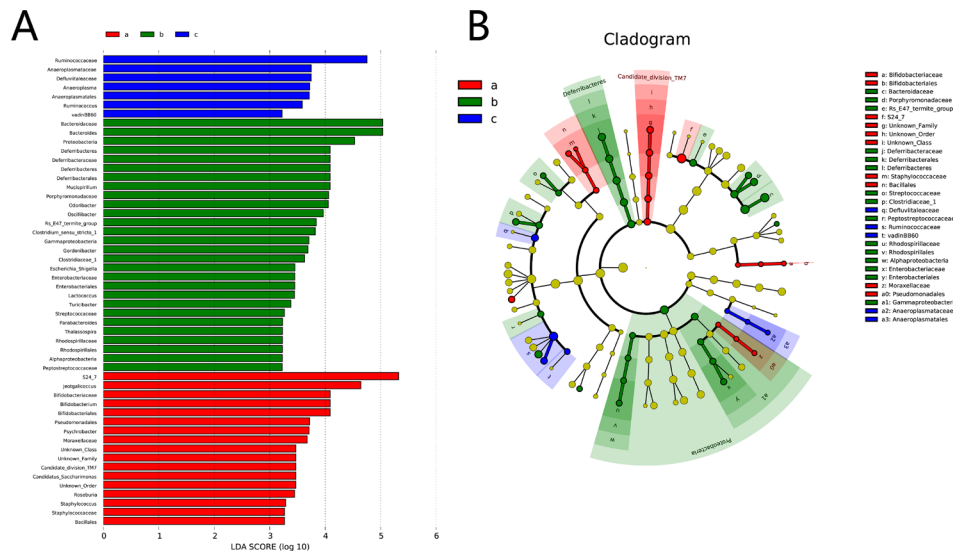 A
a b c
Ruminococcaceae
Anaeroplasmataceae
Defluviitaleaceae
Anaeroplasma
Anaeroplasmatales
Ruminococcus
vadinBB60
Bacteroidaceae
Bacteroides
Proteobacteria
Deferribacteres
Deferribacteraceae
Deferribacteres
Deferribacterales
Mucispirillum
Porphyromonadaceae
Odoribacter
Oscillibacter
Rs_E47_termite_group
Clostridium_sensu_stricto_1
Gammaproteobacteria
Gordonibacter
Clostridiaceae_1
Escherichia_Shigella
Enterobacteriaceae
Enterobacteriales
Lactococcus
Turicibacter
Streptococcaceae
Parabacteroides
Thalassospira
Rhodospirillaceae
Rhodospirillales
Alphaproteobacteria
Peptostreptococcaceae
S24_7
Jeotgalicoccus
Bifidobacteriaceae
Bifidobacterium
Bifidobacteriales
Pseudomonadales
Psychrobacter
Moraxellaceae
Unknown_Class
Unknown_Family
Candidate_division_TM7
Candidatus_Saccharimonas
Unknown_Order
Roseburia
Staphylococcus
Staphylococcaceae
Bacillales
0 1 2 3 4 5 6
LDA SCORE (log 10)
B
Cladogram
a
b
c
Candidate_division_TM7
Deferribacteres
Proteobacteria
a: Bifidobacteriaceae
b: Bifidobacteriales
c: Bacteroidaceae
d: Porphyromonadaceae
e: Rs_E47_termite_group
f: S24_7
g: Unknown_Family
h: Unknown_Order
i: Unknown_Class
j: Deferribacteraceae
k: Deferribacterales
l: Deferribacteres
m: Staphylococcaceae
n: Bacillales
o: Streptococcaceae
p: Clostridiaceae_1
q: Defluviitaleaceae
r: Peptostreptococcaceae
s: Ruminococcaceae
t: vadinBB60
u: Rhodospirillaceae
v: Rhodospirillales
w: Alphaproteobacteria
x: Enterobacteriaceae
y: Enterobacteriales
z: Moraxellaceae
a0: Pseudomonadales
a1: Gammaproteobacteri
a2: Anaeroplasmataceae
a3: Anaeroplasmatales